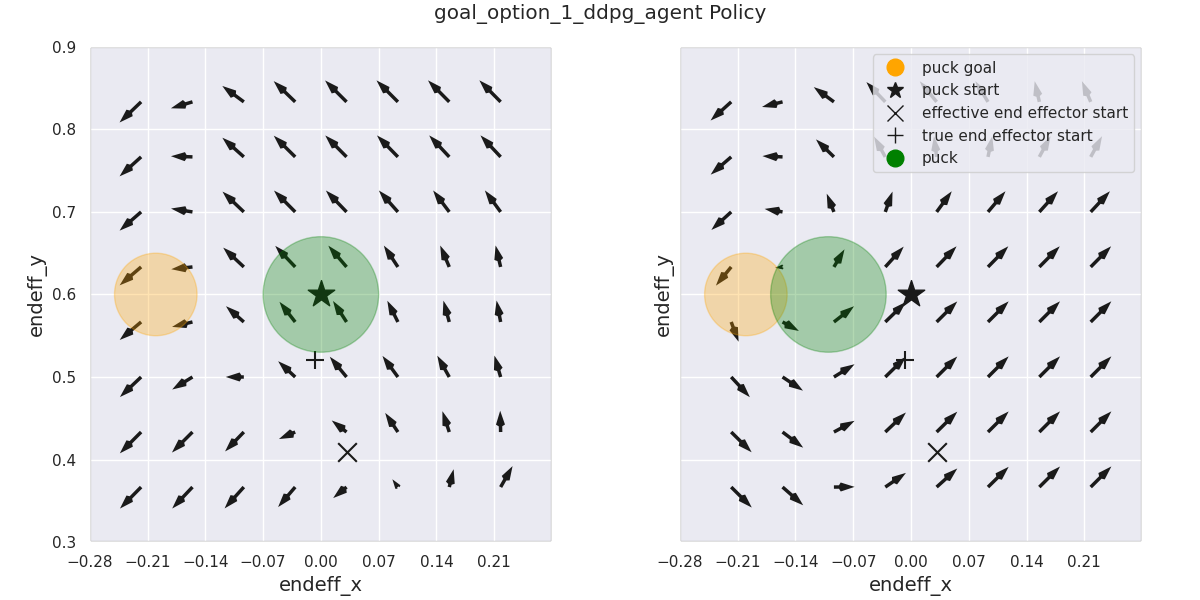 goal_option_1_ddpg_agent Policy
0.9
0.8
0.7
0.6
0.5
0.4
0.3
endeff_y
−0.28 −0.21 −0.14 −0.07 0.00 0.07 0.14 0.21
endeff_x
puck goal
puck start
effective end effector start
true end effector start
puck
endeff_y
−0.28 −0.21 −0.14 −0.07 0.00 0.07 0.14 0.21
endeff_x